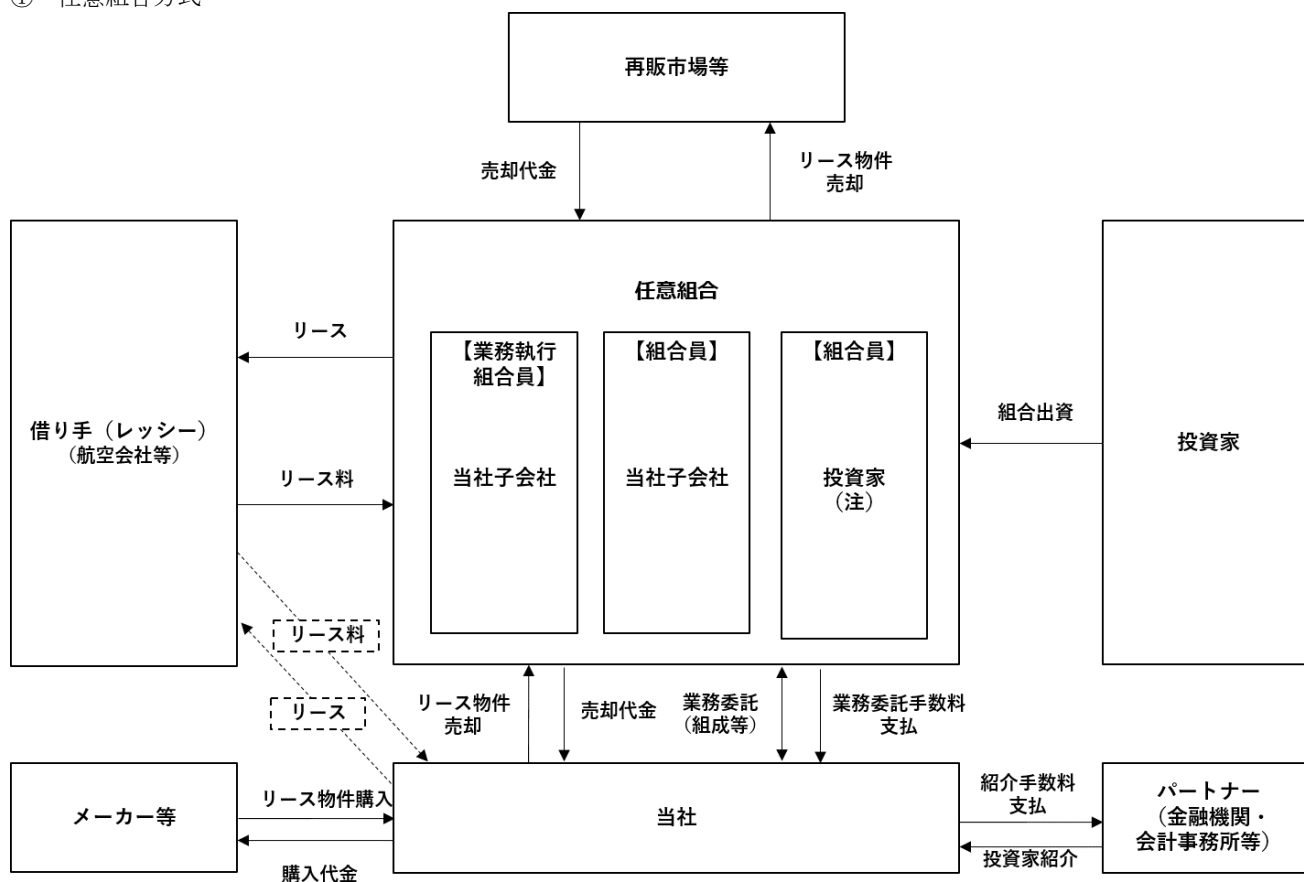 ① 任意組合方式
再販市場等
売却代金
リース物件
売却
任意組合
リース
【業務執行
組合員】
【組合員】
【組合員】
組合出資
借り手（レッシー）
（航空会社等）
投資家
リース料
当社子会社
当社子会社
投資家
（注）
リース料
リース
リース物件
売却
売却代金
業務委託
（組成等）
業務委託手数料
支払
メーカー等
リース物件購入
購入代金
当社
紹介手数料
支払
投資家紹介
パートナー
（金融機関・
会計事務所等）